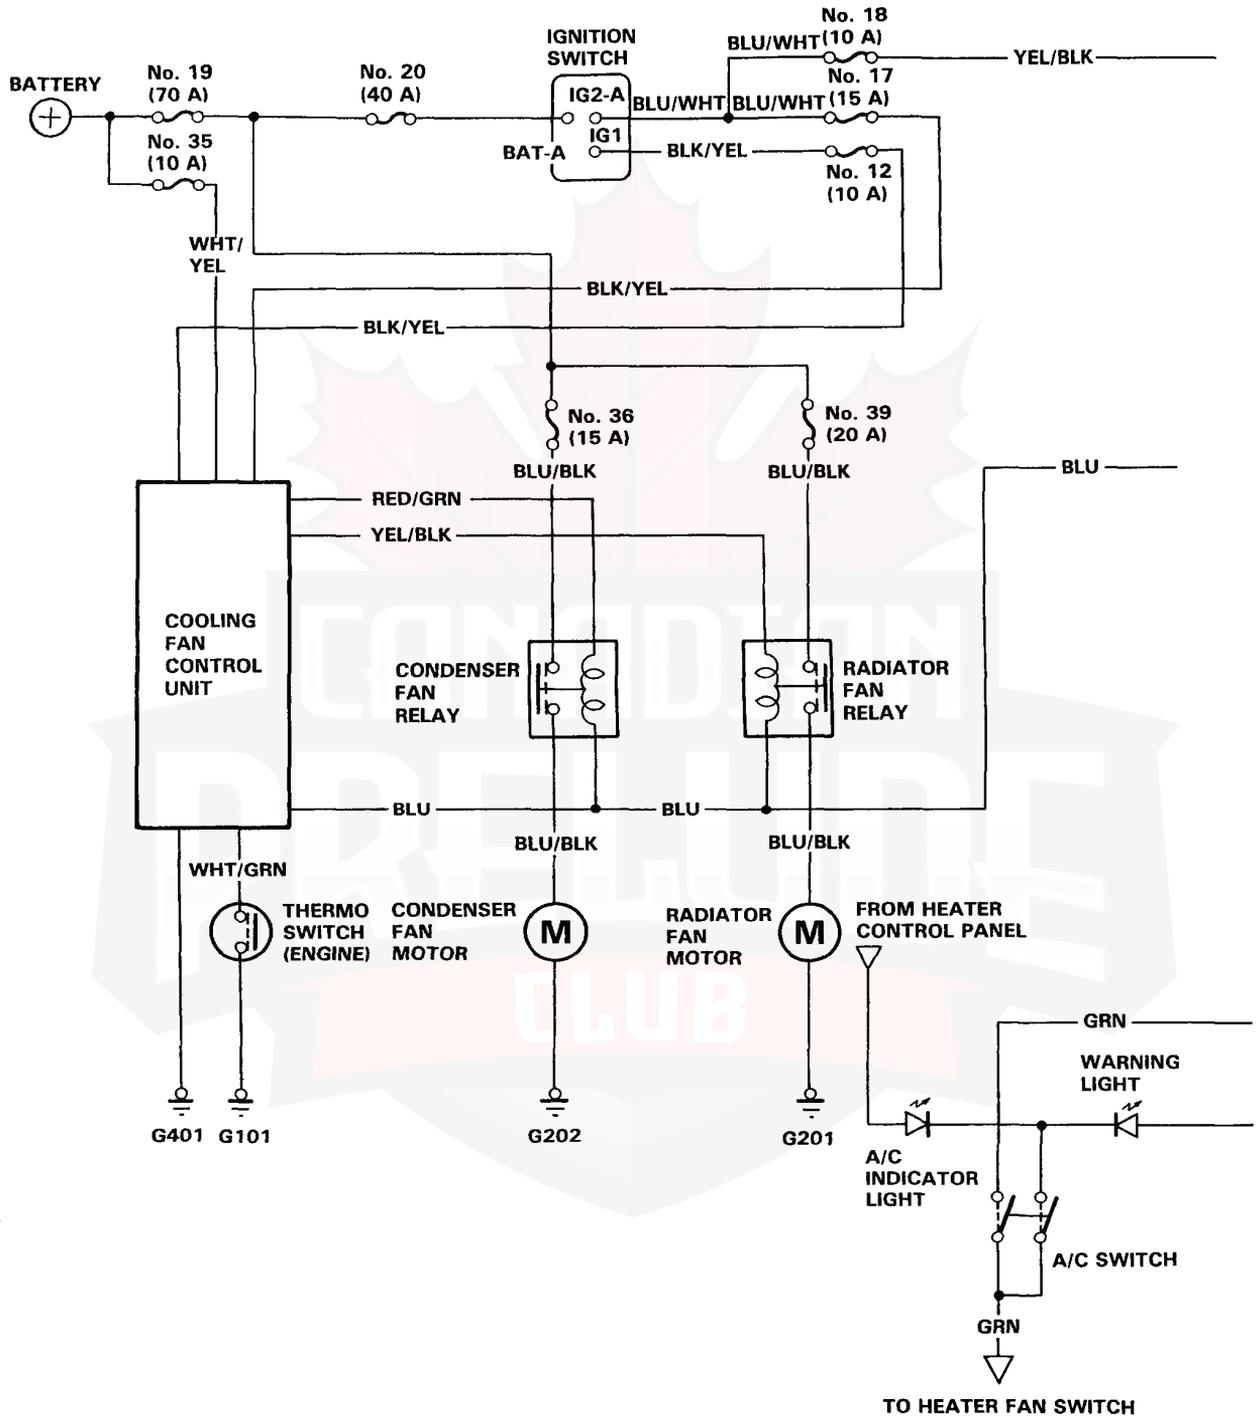 No. 18
(10 A)
IGNITION
SWITCH
BLU/WHT
YEL/BLK
No. 19
(70 A)
No. 20
(40 A)
No. 17
(15 A)
BATTERY
IG2-A
BLU/WHT
BLU/WHT
IG1
No. 35
(10 A)
BAT-A
BLK/YEL
No. 12
(10 A)
WHT/
YEL
BLK/YEL
BLK/YEL
No. 36
(15 A)
No. 39
(20 A)
BLU/BLK
BLU/BLK
BLU
RED/GRN
YEL/BLK
COOLING
FAN
CONTROL
UNIT
CONDENSER
FAN
RELAY
RADIATOR
FAN
RELAY
BLU
BLU
BLU/BLK
BLU/BLK
WHT/GRN
THERMO
SWITCH
(ENGINE)
CONDENSER
FAN
MOTOR
M
RADIATOR
FAN
MOTOR
M
FROM HEATER
CONTROL PANEL
GRN
WARNING
LIGHT
G401
G101
G202
G201
A/C
INDICATOR
LIGHT
A/C SWITCH
GRN
TO HEATER FAN SWITCH
CANADIAN
PRELUDE
CLUB